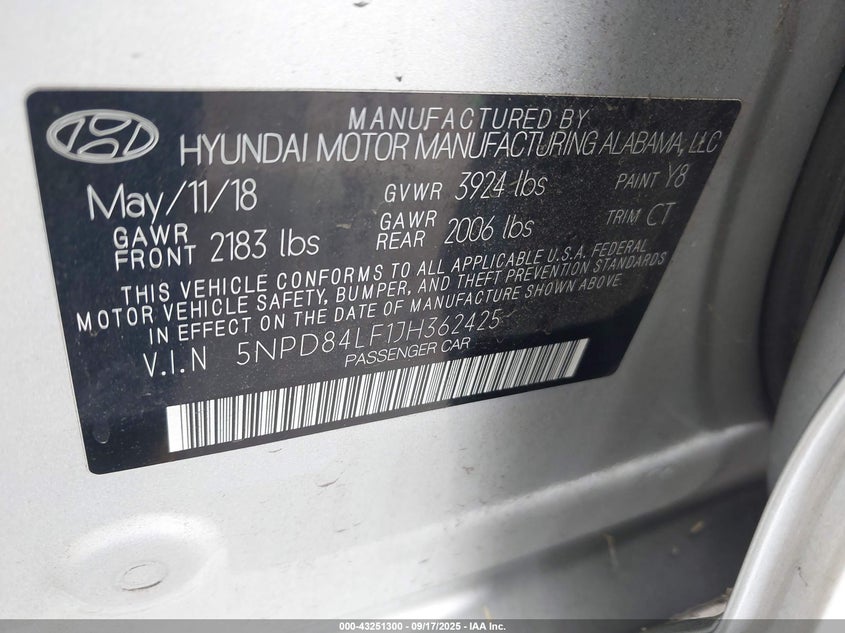 MANUFACTURED BY
HYUNDAI MOTOR MANUFACTURING ALABAMA, LLC
May/11/18 GVWR 3924 lbs PAINT Y8
GAWR FRONT 2183 lbs GAWR REAR 2006 lbs TRIM CT
THIS VEHICLE CONFORMS TO ALL APPLICABLE U.S.A. FEDERAL
MOTOR VEHICLE SAFETY, BUMPER, AND THEFT PREVENTION STANDARDS
IN EFFECT ON THE DATE OF MANUFACTURE SHOWN ABOVE
V.I.N 5NPD84LF1JH362425
PASSENGER CAR
000-43251300 - 09/17/2025 - IAA Inc.